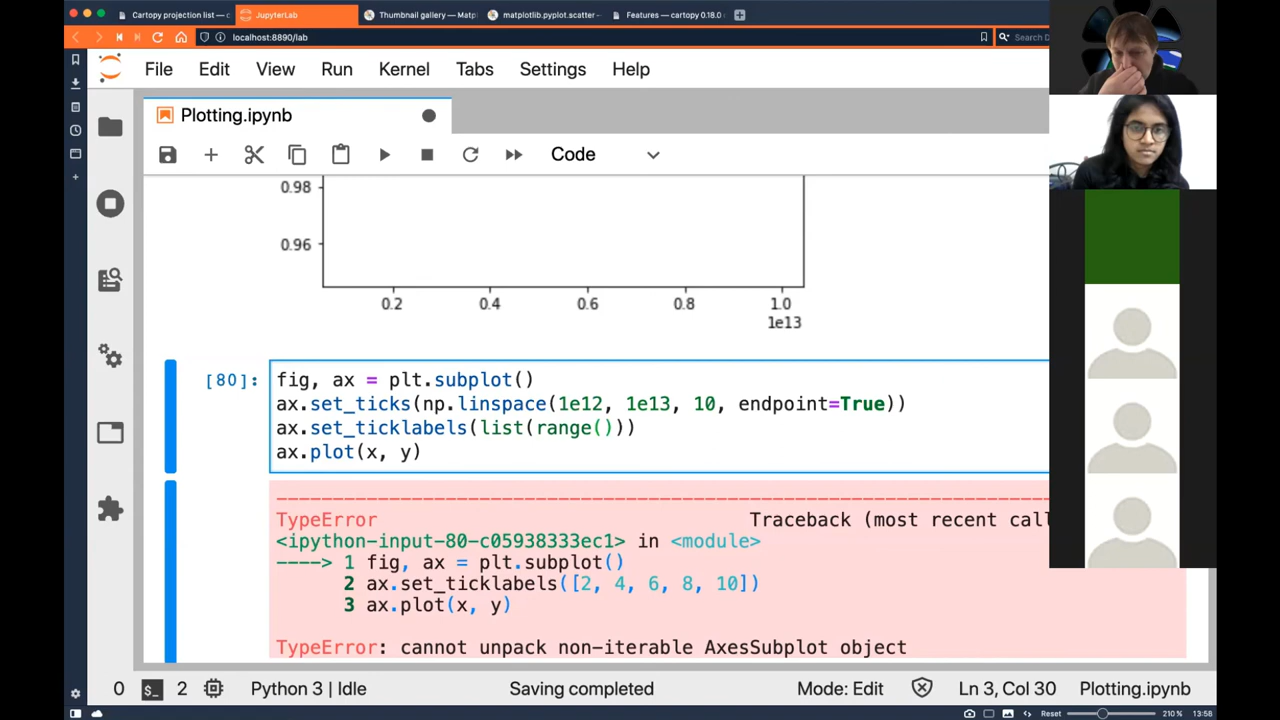 Cartopy projection list — c
JupyterLab
Thumbnail gallery — Matp
matplotlib.pyplot.scatter —
Features — cartopy 0.18.0
localhost:8890/lab
Search D
File Edit View Run Kernel Tabs Settings Help
Plotting.ipynb
Code
0.98
0.96
0.2 0.4 0.6 0.8 1.0
1e13
[80]: fig, ax = plt.subplot()
ax.set_ticks(np.linspace(1e12, 1e13, 10, endpoint=True))
ax.set_ticklabels(list(range()))
ax.plot(x, y)
TypeError Traceback (most recent call
<ipython-input-80-c05938333ec1> in <module>
----> 1 fig, ax = plt.subplot()
2 ax.set_ticklabels([2, 4, 6, 8, 10])
3 ax.plot(x, y)
TypeError: cannot unpack non-iterable AxesSubplot object
0 $_ 2 Python 3 | Idle Saving completed Mode: Edit Ln 3, Col 30 Plotting.ipynb
Reset 210 % 13:58